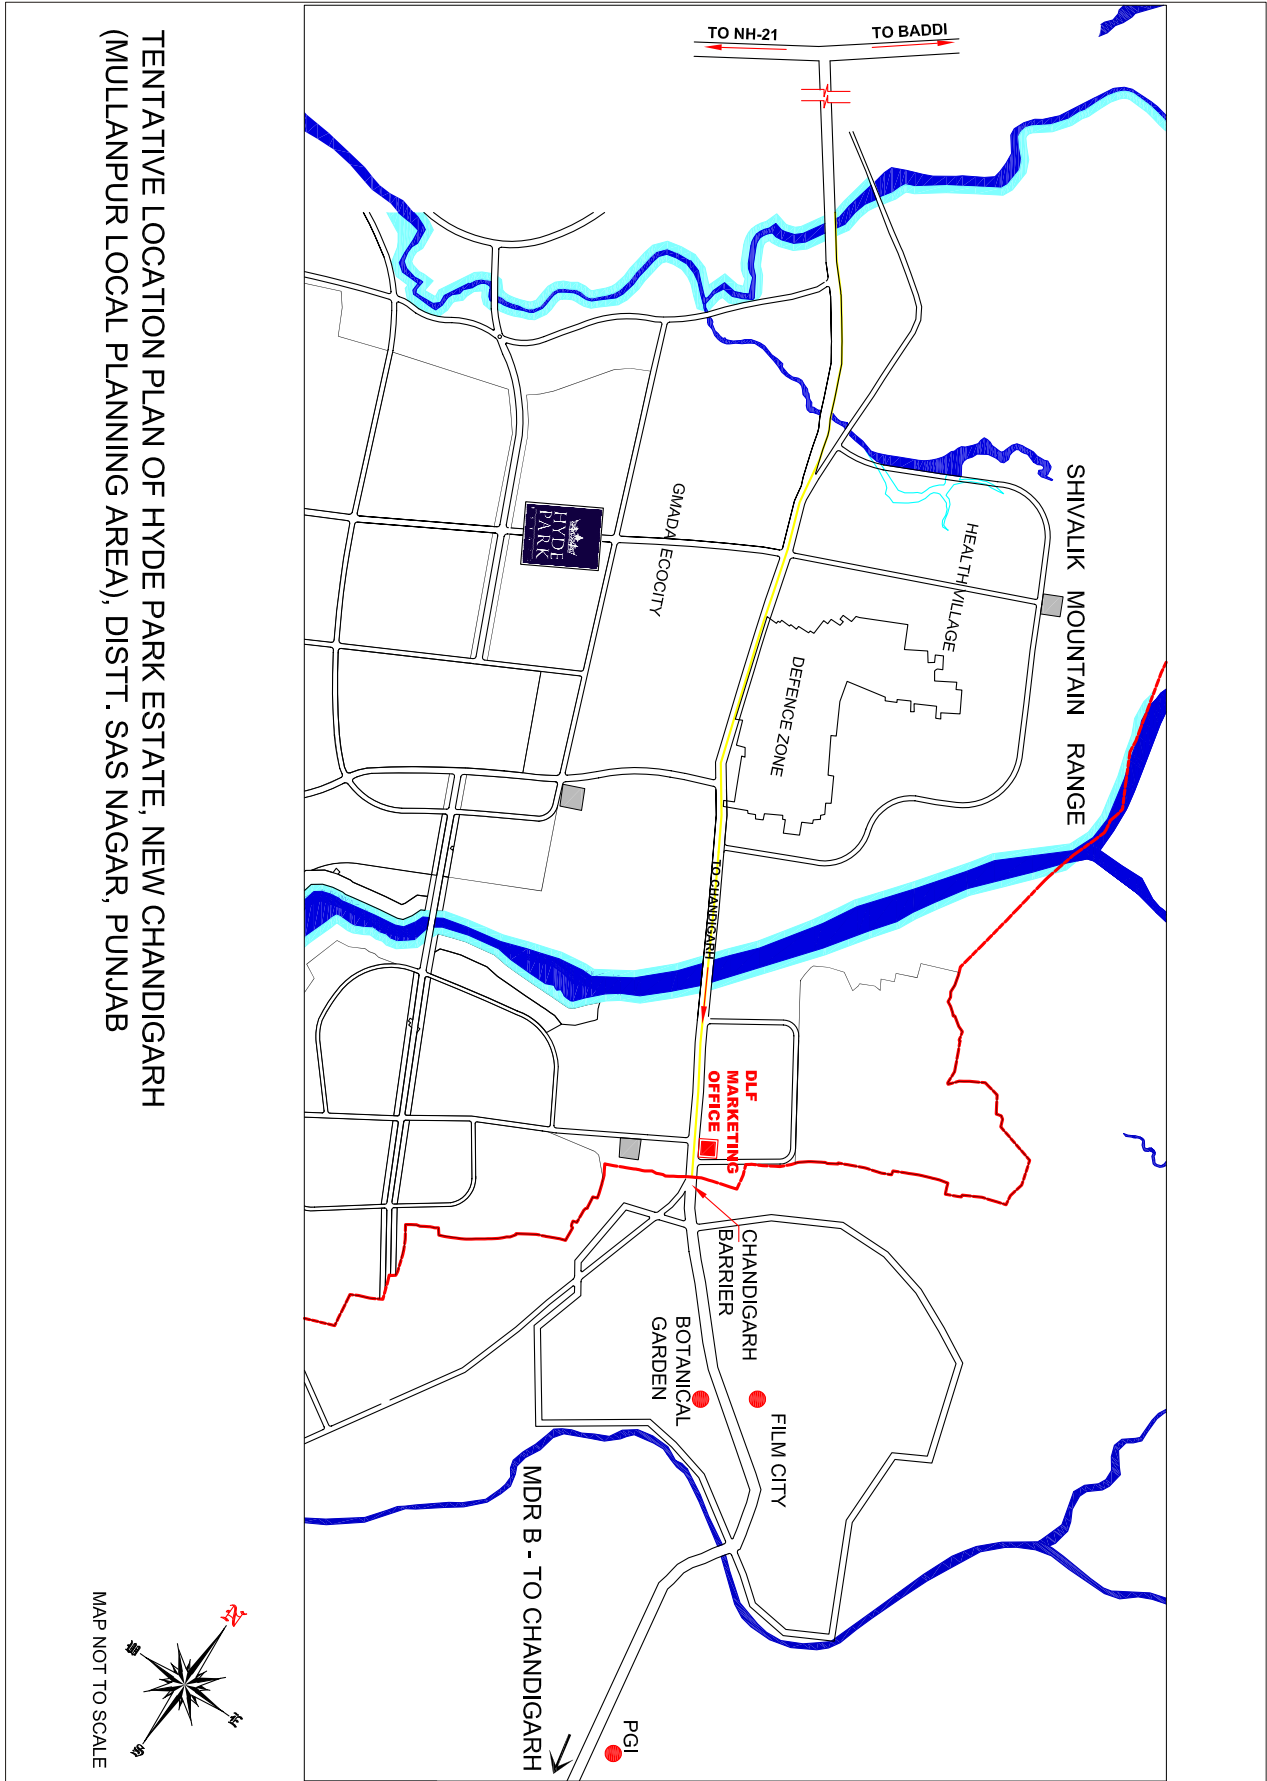 TENTATIVE LOCATION PLAN OF HYDE PARK ESTATE, NEW CHANDIGARH
(MULLANPUR LOCAL PLANNING AREA), DISTT. SAS NAGAR, PUNJAB
TO NH-21
TO BADDI
SHIVALIK MOUNTAIN RANGE
HEALTH VILLAGE
DEFENCE ZONE
GMADA ECOCITY
HYDE
PARK
TO CHANDIGARH
DLF
MARKETING
OFFICE
CHANDIGARH
BARRIER
BOTANICAL
GARDEN
FILM CITY
MDR B - TO CHANDIGARH
PGI
N
E
W
S
MAP NOT TO SCALE